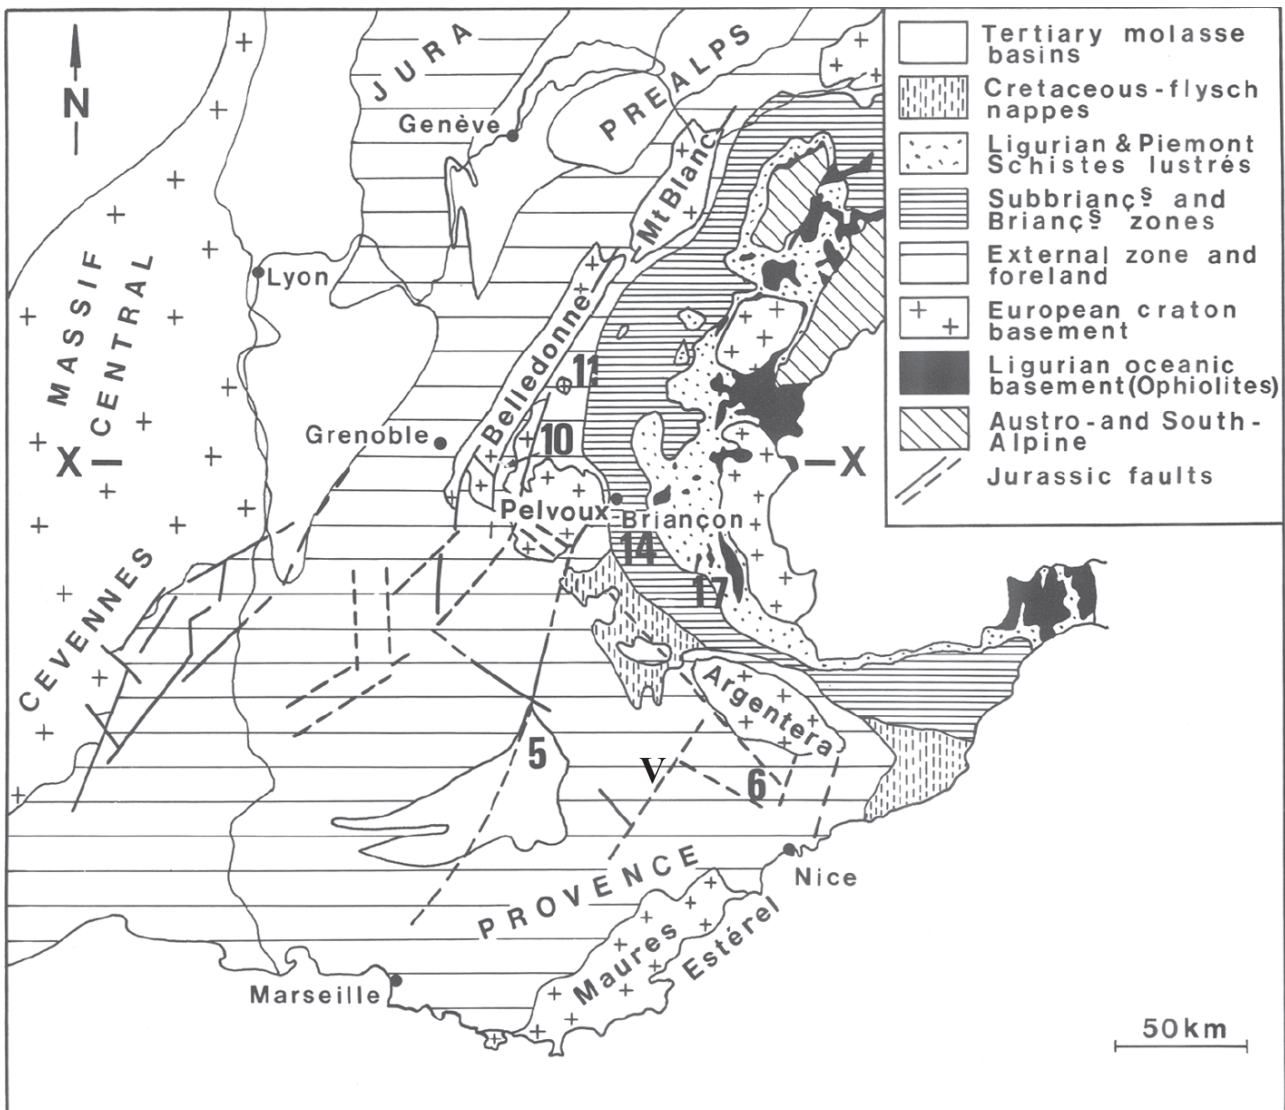 N
JURA
PREALPS
Genève
Mt Blanc
MASSIF
CENTRAL
Lyon
Belledonne
11
Grenoble
10
X
X
Pelvoux
Briançon
14
17
CEVENNES
Argentera
5
V
6
PROVENCE
Nice
Maures
Estérel
Marseille
50km
Tertiary molasse
basins
Cretaceous-flysch
nappes
Ligurian & Piemont
Schistes lustrés
Subbriançs and
Briançs zones
External zone and
foreland
European craton
basement
Ligurian oceanic
basement(Ophiolites)
Austro-and South-
Alpine
Jurassic faults